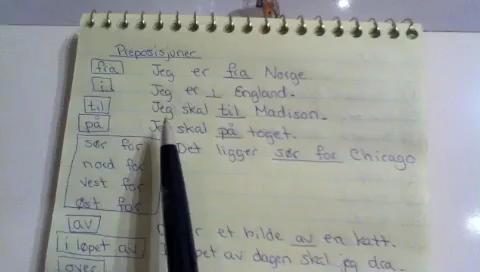 Preposisjoner
fra Jeg er fra Norge
i Jeg er i England.
til Jeg skal til Madison.
på skal på toget.
sør for Det ligger sør for Chicago
nord for
vest for
øst for
av et bilde av en katt.
i løpet av av dagen skal jeg dra.
over